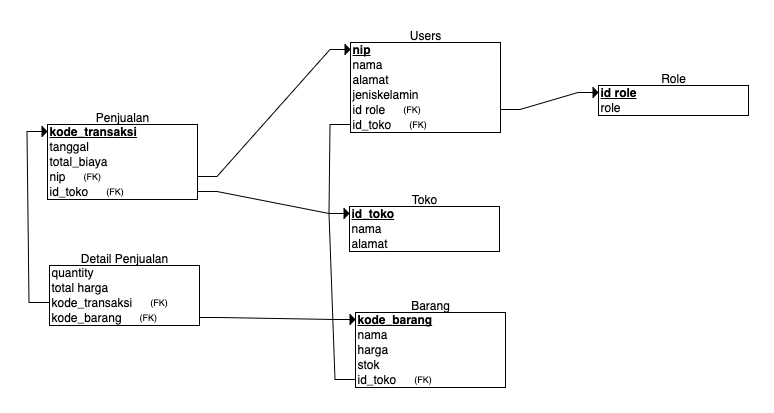 Users
nip
nama
alamat
jeniskelamin
id role (FK)
id_toko (FK)
Role
id role
role
Penjualan
kode_transaksi
tanggal
total_biaya
nip (FK)
id_toko (FK)
Toko
id_toko
nama
alamat
Detail Penjualan
quantity
total harga
kode_transaksi (FK)
kode_barang (FK)
Barang
kode_barang
nama
harga
stok
id_toko (FK)